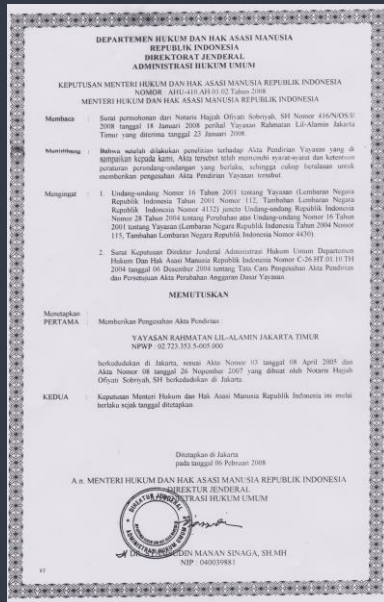 DEPARTEMEN HUKUM DAN HAK ASASI MANUSIA
REPUBLIK INDONESIA
DIREKTORAT JENDERAL
ADMINISTRASI HUKUM UMUM
KEPUTUSAN MENTERI HUKUM DAN HAK ASASI MANUSIA REPUBLIK INDONESIA
NOMOR : AHU-410.AH.01.02 Tahun 2008
MENTERI HUKUM DAN HAK ASASI MANUSIA REPUBLIK INDONESIA
Membaca : Surat permohonan dari Notaris Hajjah Ofiyati Sobriyah, SH Nomor 416/N/OS/I/
2008 tanggal 18 Januari 2008 perihal Yayasan Rahmatan Lil-Alamin Jakarta
Timur yang diterima tanggal 23 Januari 2008.
Menimbang : Bahwa setelah dilakukan penelitian terhadap Akta Pendirian Yayasan yang di
sampaikan kepada kami, Akta tersebut telah memenuhi syarat-syarat dan ketentuan
peraturan perundang-undangan yang berlaku, sehingga cukup beralasan untuk
memberikan pengesahan Akta Pendirian Yayasan tersebut.
Mengingat : 1. Undang-undang Nomor 16 Tahun 2001 tentang Yayasan (Lembaran Negara
Republik Indonesia Tahun 2001 Nomor 112, Tambahan Lembaran Negara
Republik Indonesia Nomor 4132) juncto Undang-undang Republik Indonesia
Nomor 28 Tahun 2004 tentang Perubahan atas Undang-undang Nomor 16 Tahun
2001 tentang Yayasan (Lembaran Negara Republik Indonesia Tahun 2004 Nomor
115, Tambahan Lembaran Negara Republik Indonesia Nomor 4430).
2. Surat Keputusan Direktur Jenderal Administrasi Hukum Umum Departemen
Hukum Dan Hak Asasi Manusia Republik Indonesia Nomor C-26.HT.01.10.TH
2004 tanggal 06 Desember 2004 tentang Tata Cara Pengesahan Akta Pendirian
dan Persetujuan Akta Perubahan Anggaran Dasar Yayasan.
MEMUTUSKAN
Menetapkan
PERTAMA : Memberikan Pengesahan Akta Pendirian
YAYASAN RAHMATAN LIL-ALAMIN JAKARTA TIMUR
NPWP : 02.723.353.5-005.000
berkedudukan di Jakarta, sesuai Akta Nomor 03 tanggal 08 April 2005 dan
Akta Nomor 08 tanggal 26 Nopember 2007 yang dibuat oleh Notaris Hajjah
Ofiyati Sobriyah, SH berkedudukan di Jakarta.
KEDUA : Keputusan Menteri Hukum dan Hak Asasi Manusia Republik Indonesia ini mulai
berlaku sejak tanggal ditetapkan
Ditetapkan di Jakarta
pada tanggal 06 Pebruari 2008
A.n. MENTERI HUKUM DAN HAK ASASI MANUSIA REPUBLIK INDONESIA
DIREKTUR JENDERAL
ADMINISTRASI HUKUM UMUM
MANAN SINAGA, SH.MH
NIP : 040039881